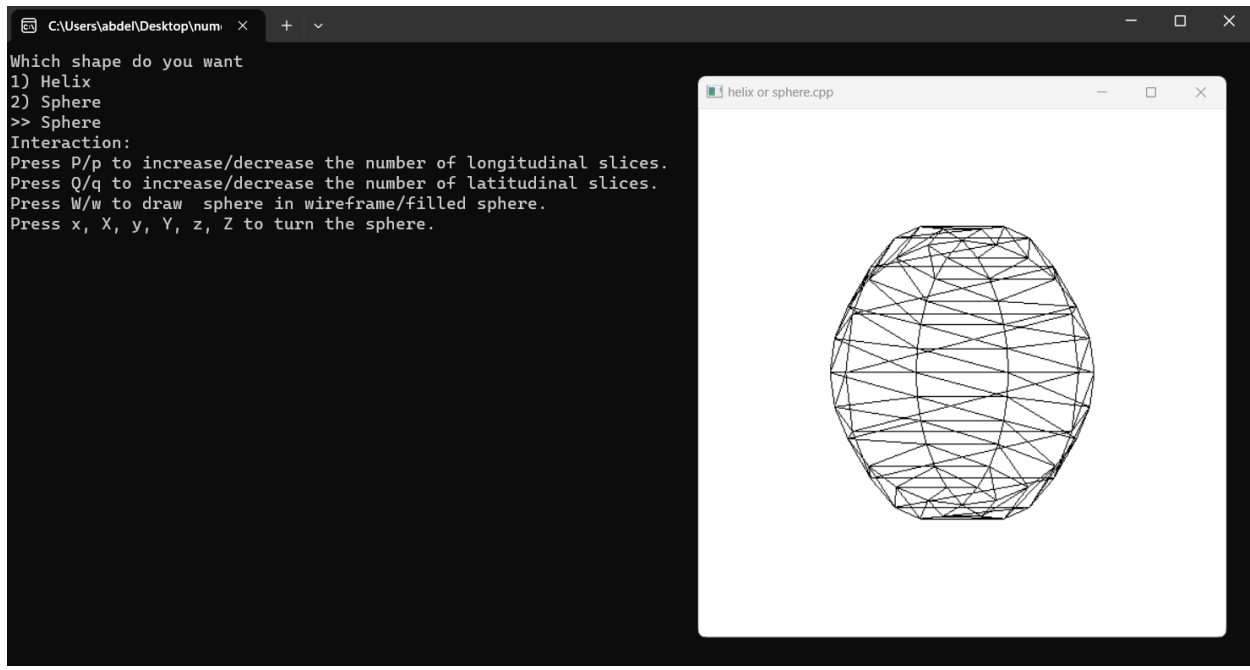 C:\Users\abdel\Desktop\num
Which shape do you want
1) Helix
2) Sphere
>> Sphere
Interaction:
Press P/p to increase/decrease the number of longitudinal slices.
Press Q/q to increase/decrease the number of latitudinal slices.
Press W/w to draw  sphere in wireframe/filled sphere.
Press x, X, y, Y, z, Z to turn the sphere.
helix or sphere.cpp